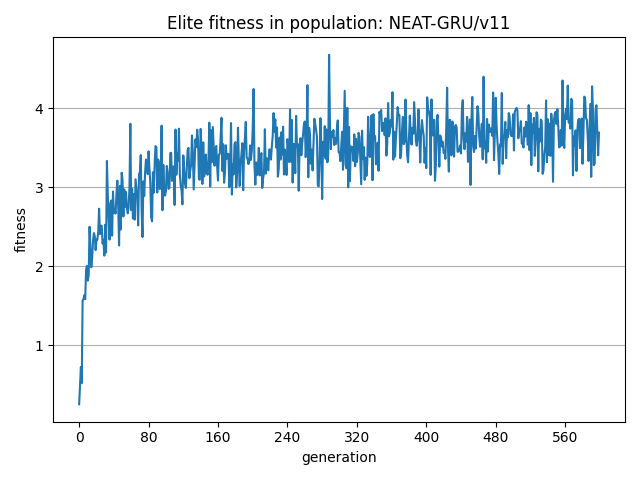 Elite fitness in population: NEAT-GRU/v11
fitness
4
3
2
1
0 80 160 240 320 400 480 560
generation